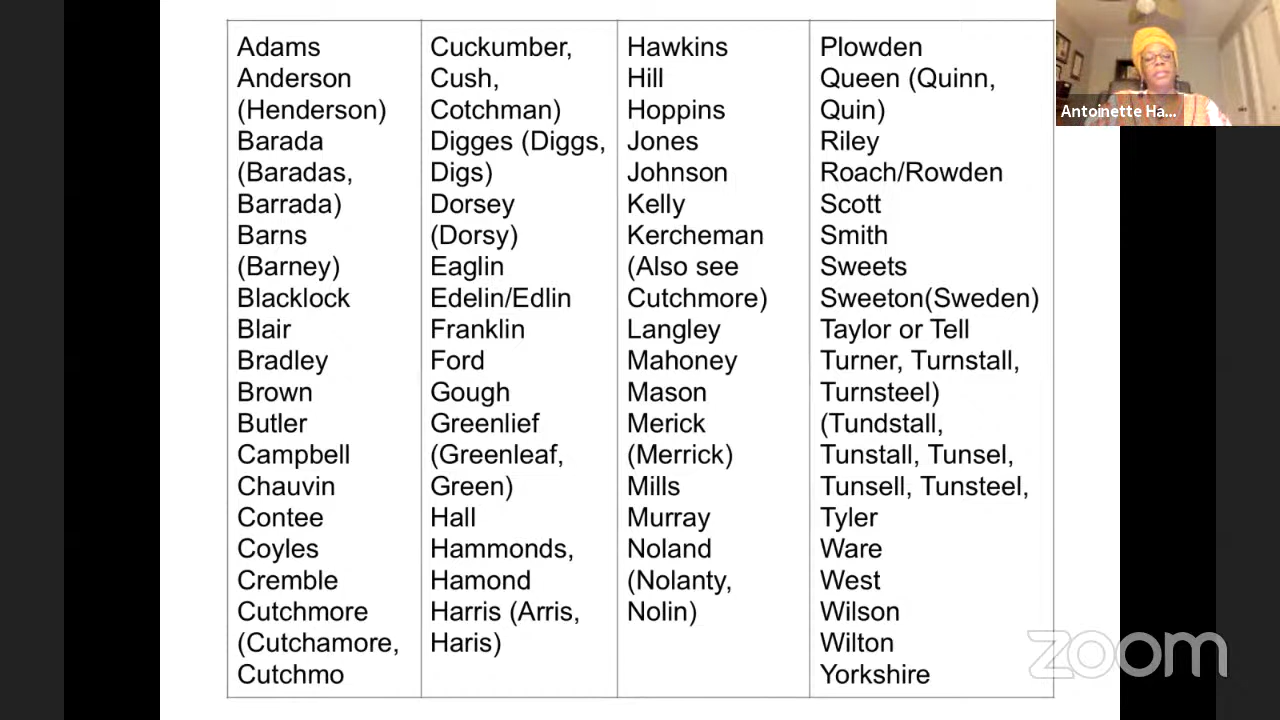 Adams
Anderson
(Henderson)
Barada
(Baradas,
Barrada)
Barns
(Barney)
Blacklock
Blair
Bradley
Brown
Butler
Campbell
Chauvin
Contee
Coyles
Cremble
Cutchmore
(Cutchamore,
Cutchmo
Cuckumber,
Cush,
Cotchman)
Digges (Diggs,
Digs)
Dorsey
(Dorsy)
Eaglin
Edelin/Edlin
Franklin
Ford
Gough
Greenlief
(Greenleaf,
Green)
Hall
Hammonds,
Hamond
Harris (Arris,
Haris)
Hawkins
Hill
Hoppins
Jones
Johnson
Kelly
Kercheman
(Also see
Cutchmore)
Langley
Mahoney
Mason
Merick
(Merrick)
Mills
Murray
Noland
(Nolanty,
Nolin)
Plowden
Queen (Quinn,
Quin)
Riley
Roach/Rowden
Scott
Smith
Sweets
Sweeton(Sweden)
Taylor or Tell
Turner, Turnstall,
Turnsteel)
(Tundstall,
Tunstall, Tunsel,
Tunsell, Tunsteel,
Tyler
Ware
West
Wilson
Wilton
Yorkshire
Antoinette Ha...
zoom